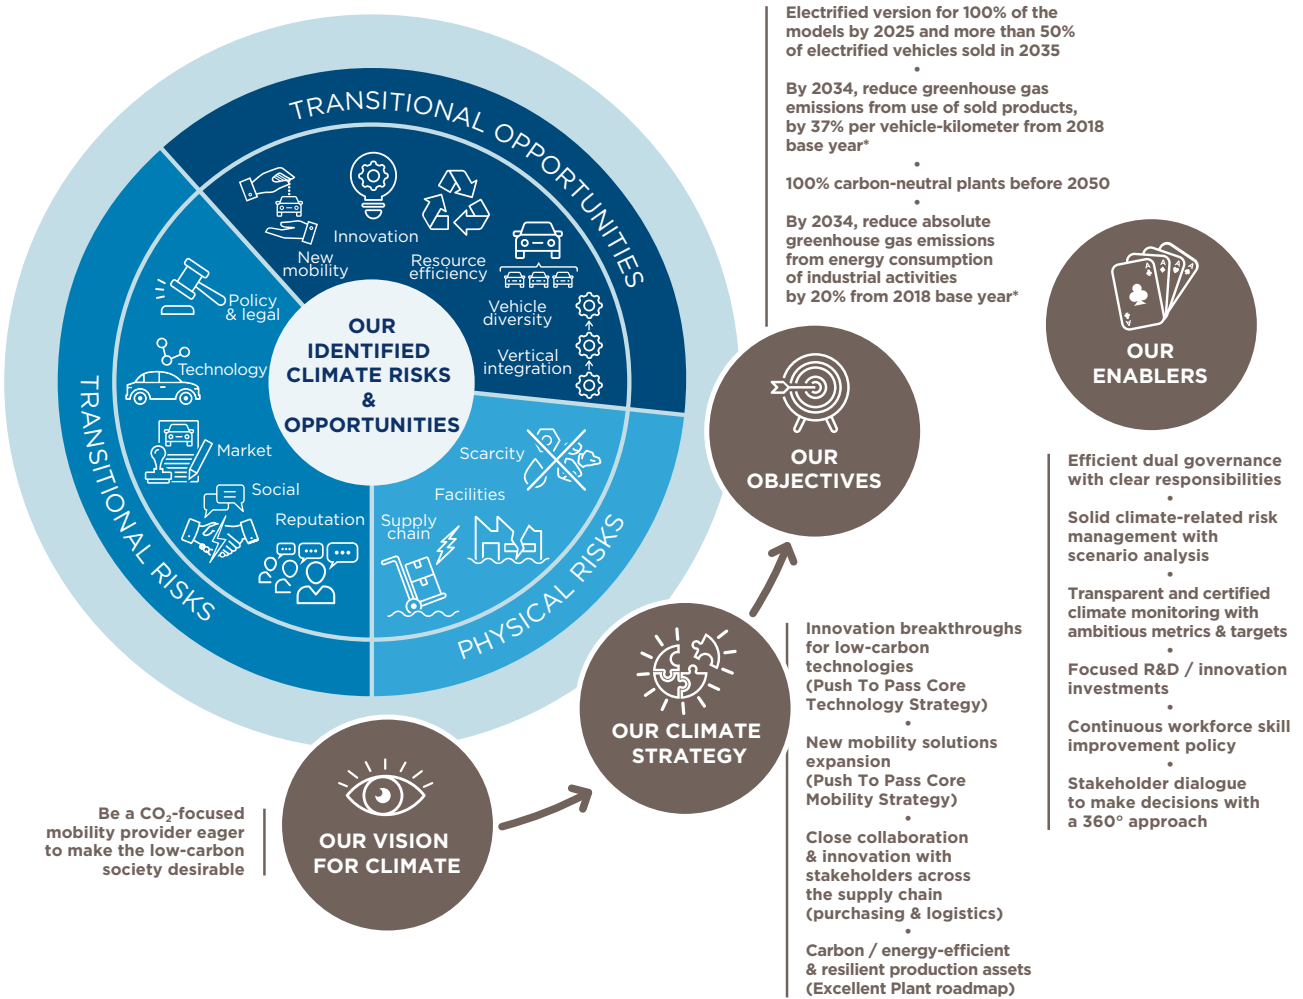 TRANSITIONAL OPPORTUNITIES
New
mobility
Innovation
Resource
efficiency
Vehicle
diversity
Vertical
integration
TRANSITIONAL RISKS
Policy
& legal
Technology
Market
Social
Reputation
PHYSICAL RISKS
Scarcity
Facilities
Supply
chain
OUR
IDENTIFIED
CLIMATE RISKS
&
OPPORTUNITIES
Be a CO₂-focused
mobility provider eager
to make the low-carbon
society desirable
OUR VISION
FOR CLIMATE
OUR CLIMATE
STRATEGY
Innovation breakthroughs
for low-carbon
technologies
(Push To Pass Core
Technology Strategy)
•
New mobility solutions
expansion
(Push To Pass Core
Mobility Strategy)
•
Close collaboration
& innovation with
stakeholders across
the supply chain
(purchasing & logistics)
•
Carbon / energy-efficient
& resilient production assets
(Excellent Plant roadmap)
OUR
OBJECTIVES
Electrified version for 100% of the
models by 2025 and more than 50%
of electrified vehicles sold in 2035
•
By 2034, reduce greenhouse gas
emissions from use of sold products,
by 37% per vehicle-kilometer from 2018
base year*
•
100% carbon-neutral plants before 2050
•
By 2034, reduce absolute
greenhouse gas emissions
from energy consumption
of industrial activities
by 20% from 2018 base year*
A A A A
A
OUR
ENABLERS
Efficient dual governance
with clear responsibilities
•
Solid climate-related risk
management with
scenario analysis
•
Transparent and certified
climate monitoring with
ambitious metrics & targets
•
Focused R&D / innovation
investments
•
Continuous workforce skill
improvement policy
•
Stakeholder dialogue
to make decisions with
a 360° approach